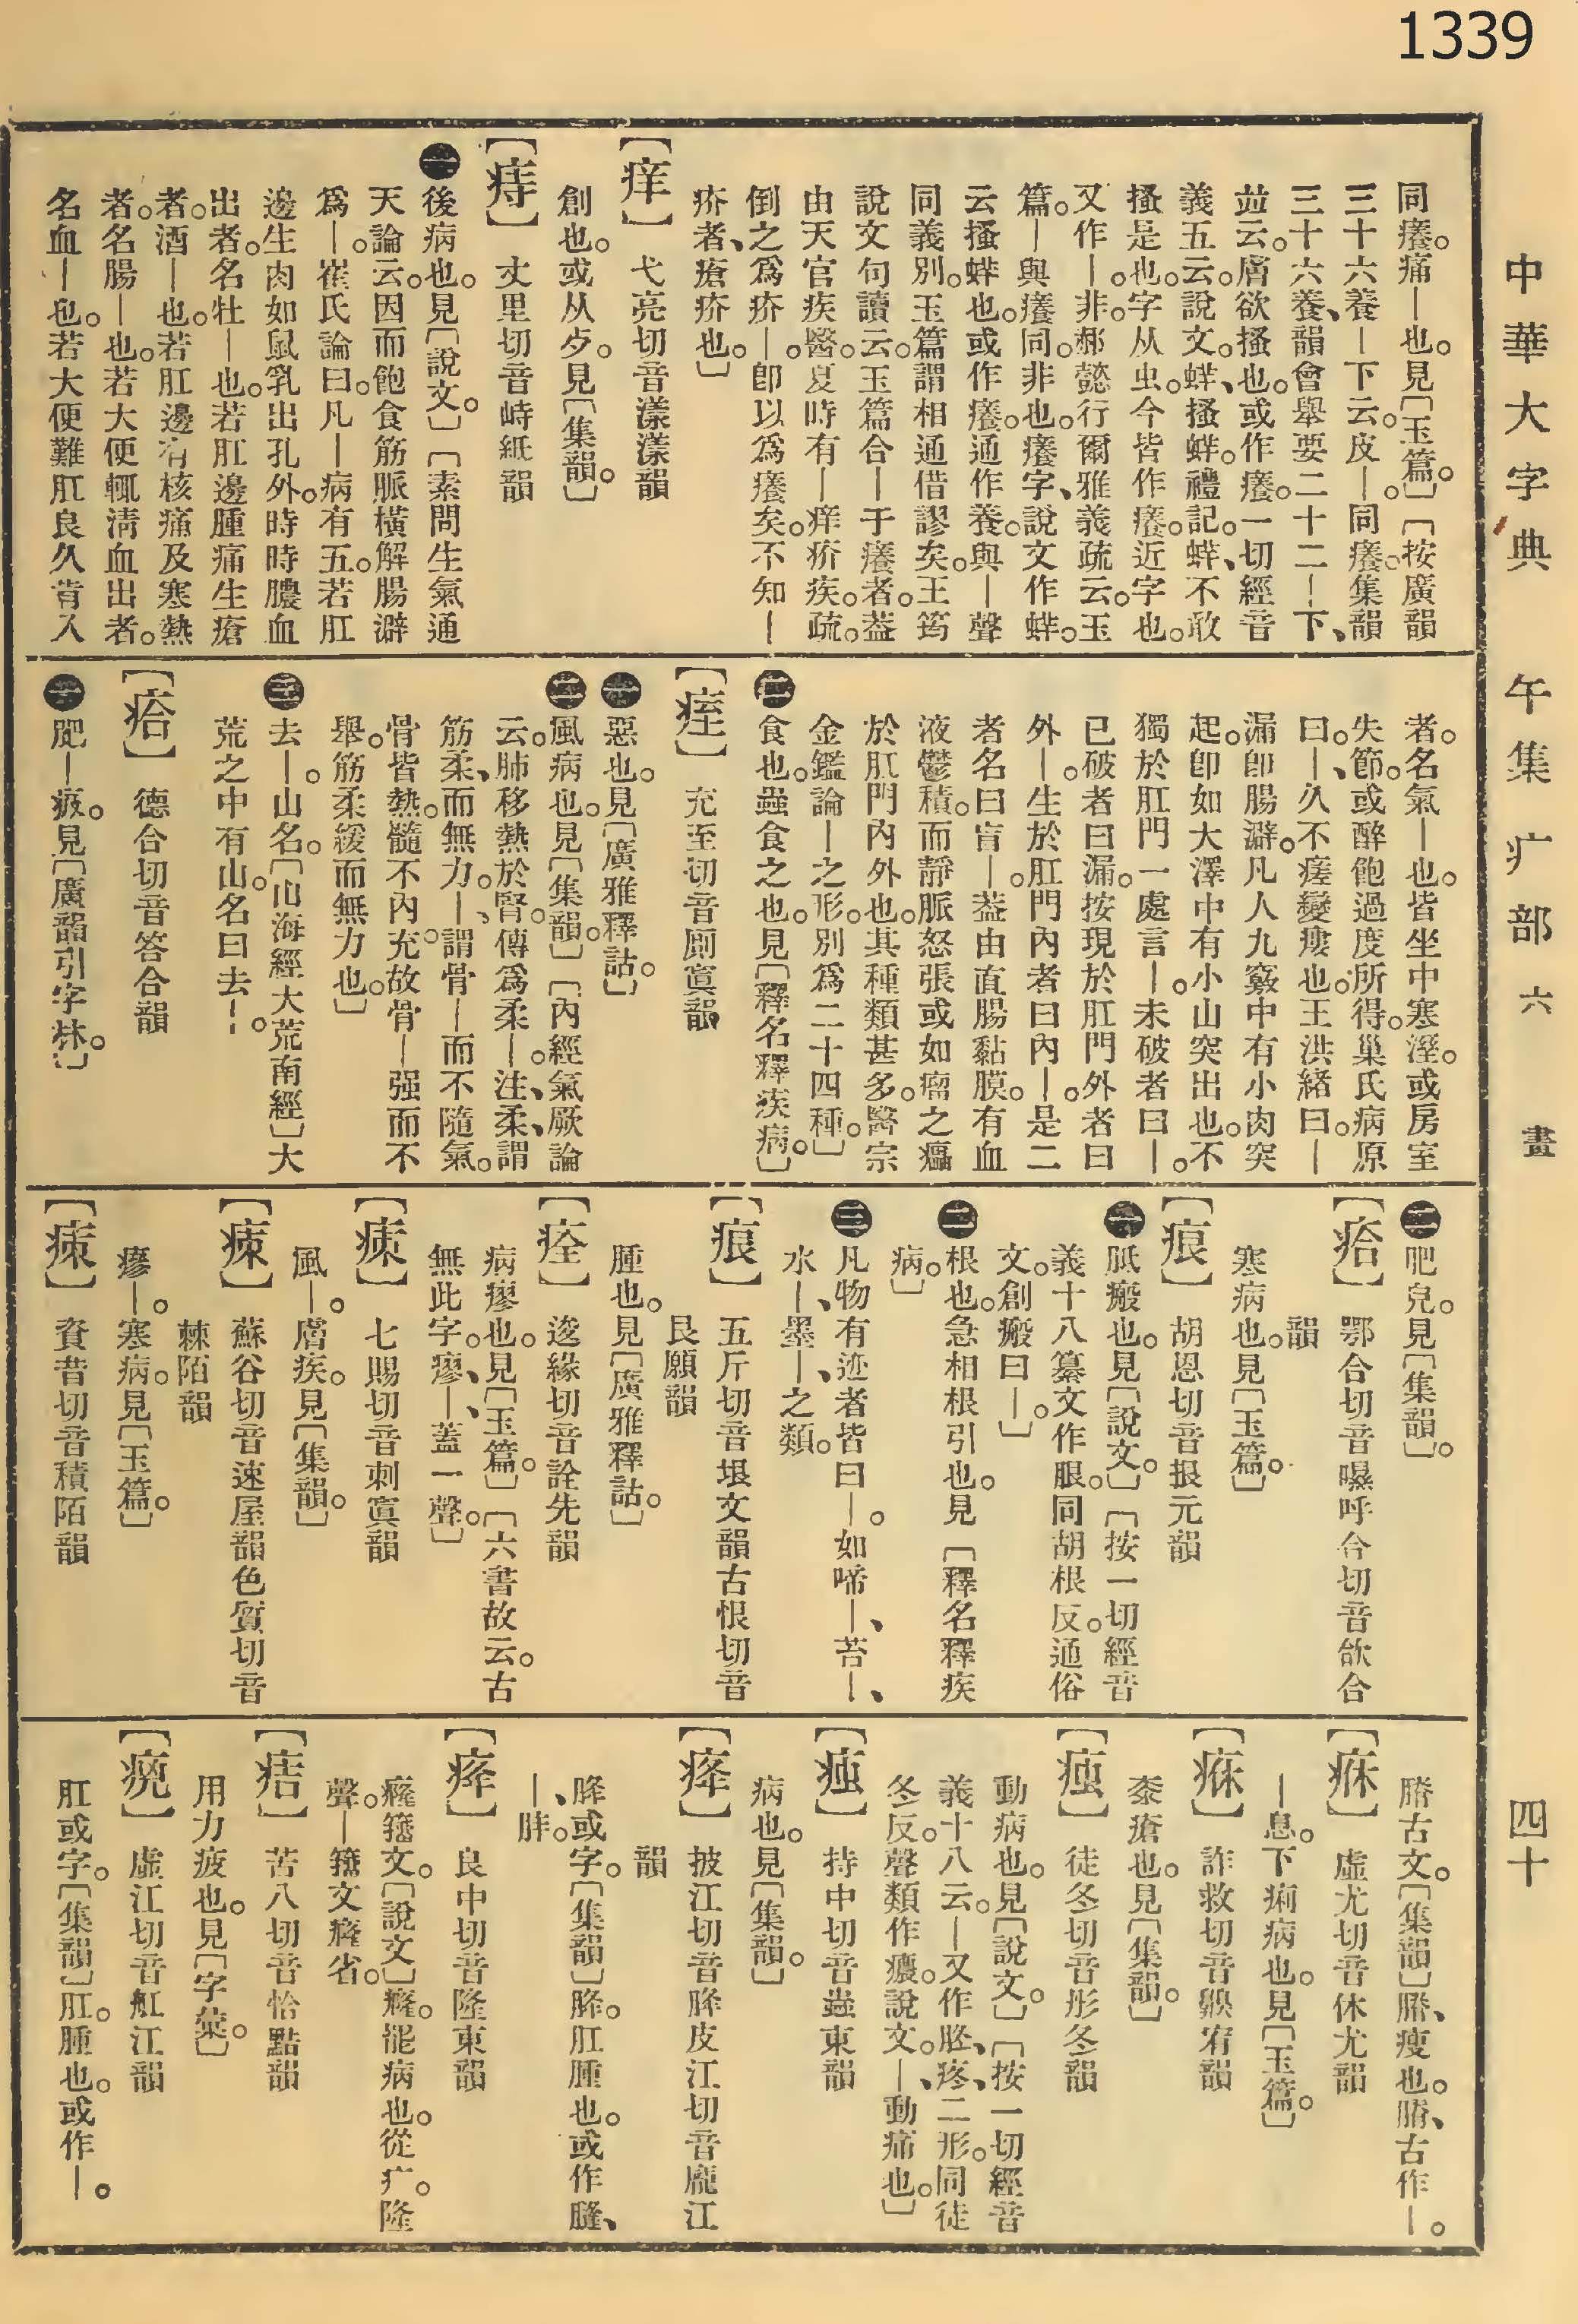 1339
中華大字典 午集 疒部 六畫 四十
同癢。痛｜也。見〔玉篇。〕〔按廣韻
三十六養｜下云。皮｜。同癢。集韻
三十六養、韻會舉要二十二｜下、
竝云。膚欲搔也。或作癢。一切經音
義五云。說文。蛘、搔蛘。禮記。蛘、不敢
搔是也。字从虫。今皆作癢。近字也。
又作｜。非。郝懿行爾雅義疏云。玉
篇。｜與癢同。非也。癢字、說文作蛘。
云搔蛘也。或作癢。通作養。與｜聲
同義別。玉篇謂相通借謬矣。王筠
說文句讀云。玉篇合｜于癢者。葢
由天官疾醫。夏時有｜痒疥疾。疏。
倒之爲疥｜。卽以爲癢矣。不知｜
疥者、瘡疥也。〕
〔痒〕 弋亮切音漾漾韻
創也。或从歺。見〔集韻。〕
〔痔〕 丈里切音峙紙韻
㊀後病也。見〔說文。〕〔素問生氣通
天論云。因而飽食筋脈橫解腸澼
爲｜。崔氏論曰。凡｜病有五。若肛
邊生肉如鼠乳出孔外。時時膿血
出者。名牡｜也。若肛邊腫痛生瘡
者。酒｜也。若肛邊有核痛及寒熱
者。名腸｜也。若大便輒淸血出者。
名血｜也。若大便難肛良久肯入
者。名氣｜也。皆坐中寒溼。或房室
失節。或醉飽過度所得。巢氏病原
曰。｜、久不瘥變瘻也。王洪緒曰。｜
漏卽腸澼。凡人九竅中有小肉突
起。卽如大澤中有小山突出也。不
獨於肛門一處言｜。未破者曰｜。
已破者曰漏。按現於肛門外者曰
外｜。生於肛門內者曰內｜。是二
者名曰盲｜。葢由直腸黏膜。有血
液鬱積。而靜脈怒張或如瘤之瘟
於肛門內外也。其種類甚多。醫宗
金鑑論｜之形。別爲二十四種。〕
㊁食也。蟲食之也。見〔釋名釋疾病。〕
〔痓〕 充至切音厠寘韻
㊀惡也。見〔廣雅釋詁。〕
㊁風病也。見〔集韻。〕〔內經氣厥論
云。肺移熱於腎。傳爲柔｜。注、柔、謂
筋柔、而無力。｜、謂骨｜而不隨氣。
骨皆熱。髓不內充。故骨｜强而不
舉。筋柔緩而無力也。〕
㊂去｜。山名。〔山海經大荒南經〕大
荒之中有山。名曰去｜。
〔㾑〕 德合切音答合韻
㊀肥｜。㾄。見〔廣韻引字林。〕
㊁肥皃。見〔集韻。〕
〔㾑〕 鄂合切音㬤呼合切音欱合
韻
寒病也。見〔玉篇。〕
〔痕〕 胡恩切音拫元韻
㊀胝瘢也。見〔說文。〕〔按一切經音
義十八纂文作䏰。同胡根反。通俗
文。創瘢曰｜。〕
㊁根也。急相根引也。見〔釋名釋疾
病。〕
㊂凡物有迹者皆曰｜。如啼｜、苔｜、
水｜、墨｜、之類。
〔痕〕 五斤切音垠文韻古恨切音
艮願韻
腫也。見〔廣雅釋詁。〕
〔痊〕 逡緣切音詮先韻
病瘳也。見〔玉篇。〕〔六書故云。古
無此字。瘳、｜、蓋一聲。〕
〔㾊〕 七賜切音刺寘韻
風｜。膚疾。見〔集韻。〕
〔㾊〕 蘇谷切音速屋韻色窄切音
棟陌韻
瘮｜。寒病。見〔玉篇。〕
〔㾊〕 資昔切音積陌韻
膌古文。〔集韻〕膌、瘦也。膌、古作｜。
〔㾋〕 虛尤切音休尤韻
｜息。下痢病也。見〔玉篇。〕
〔㾋〕 詐救切音縐宥韻
㯃瘡也。見〔集韻。〕
〔痋〕 徒冬切音彤冬韻
動病也。見〔說文。〕〔按一切經音
義十八云。｜又作胨、疼、二形。同徒
冬反。聲類作癑。說文。｜、動痛也。〕
〔痋〕 持中切音蟲東韻
病也。見〔集韻。〕
〔㾏〕 披江切音胮皮江切音龐江
韻
胮或字。〔集韻〕胮。肛腫也。或作䏺、
｜、胖。
〔㾏〕 良中切音隆東韻
癃籀文。〔說文〕癃。罷病也。從疒。隆
聲。｜籀文癃省。
〔㾌〕 苦八切音恰黠韻
用力疲也。見〔字彙。〕
〔㾎〕 虛江切音舡江韻
肛或字。〔集韻〕肛。腫也。或作｜。